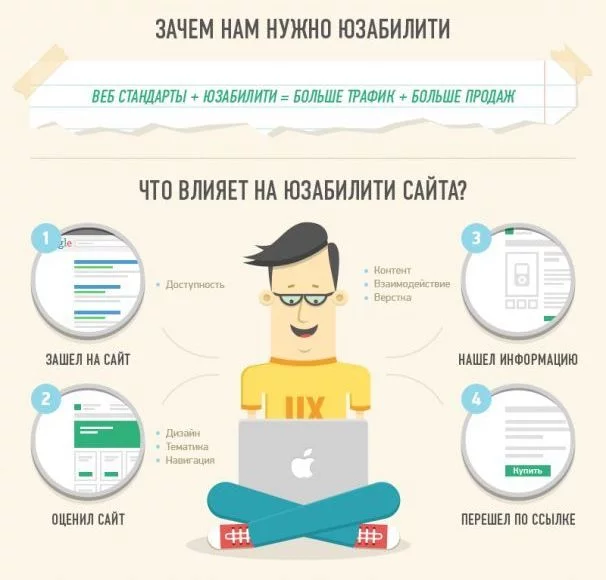 ЗАЧЕМ НАМ НУЖНО ЮЗАБИЛИТИ
ВЕБ СТАНДАРТЫ + ЮЗАБИЛИТИ = БОЛЬШЕ ТРАФИК + БОЛЬШЕ ПРОДАЖ
ЧТО ВЛИЯЕТ НА ЮЗАБИЛИТИ САЙТА?
1
gle
• Доступность
ЗАШЕЛ НА САЙТ
2
• Дизайн
• Тематика
• Навигация
ОЦЕНИЛ САЙТ
UX
3
• Контент
• Взаимодействие
• Верстка
НАШЕЛ ИНФОРМАЦИЮ
4
Купить
ПЕРЕШЕЛ ПО ССЫЛКЕ